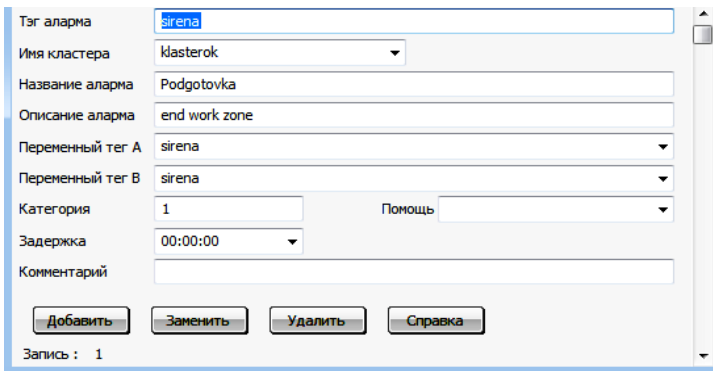 Тэг аларма sirena
Имя кластера klasterok
Название аларма Podgotovka
Описание аларма end work zone
Переменный тег A sirena
Переменный тег B sirena
Категория 1 Помощь
Задержка 00:00:00
Комментарий
Добавить Заменить Удалить Справка
Запись : 1